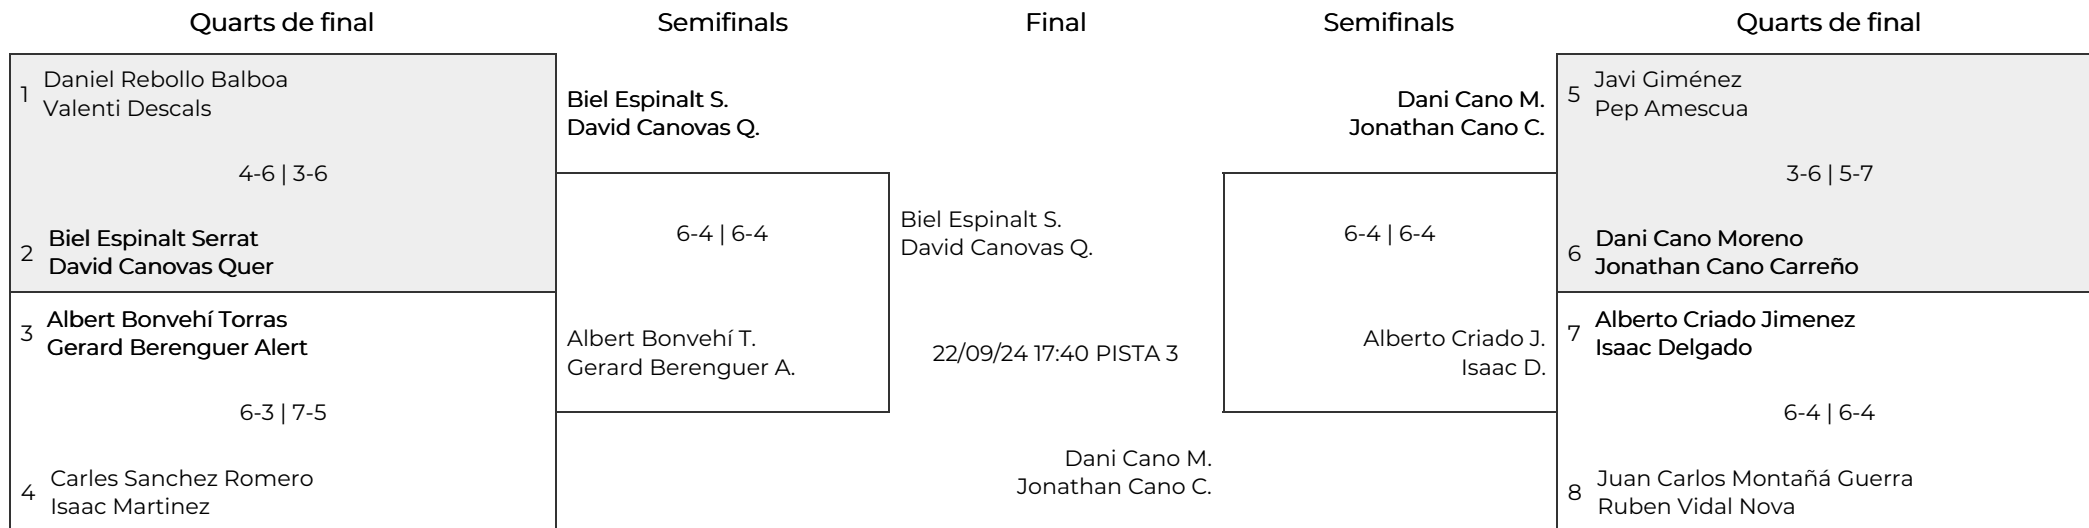 Quarts de final
Semifinals
Final
Semifinals
Quarts de final
1
Daniel Rebollo Balboa
Valenti Descals
4-6 | 3-6
2
Biel Espinalt Serrat
David Canovas Quer
3
Albert Bonvehí Torras
Gerard Berenguer Alert
6-3 | 7-5
4
Carles Sanchez Romero
Isaac Martinez
Biel Espinalt S.
David Canovas Q.
6-4 | 6-4
Albert Bonvehí T.
Gerard Berenguer A.
Biel Espinalt S.
David Canovas Q.
22/09/24 17:40 PISTA 3
Dani Cano M.
Jonathan Cano C.
Dani Cano M.
Jonathan Cano C.
6-4 | 6-4
Alberto Criado J.
Isaac D.
5
Javi Giménez
Pep Amescua
3-6 | 5-7
6
Dani Cano Moreno
Jonathan Cano Carreño
7
Alberto Criado Jimenez
Isaac Delgado
6-4 | 6-4
8
Juan Carlos Montañá Guerra
Ruben Vidal Nova